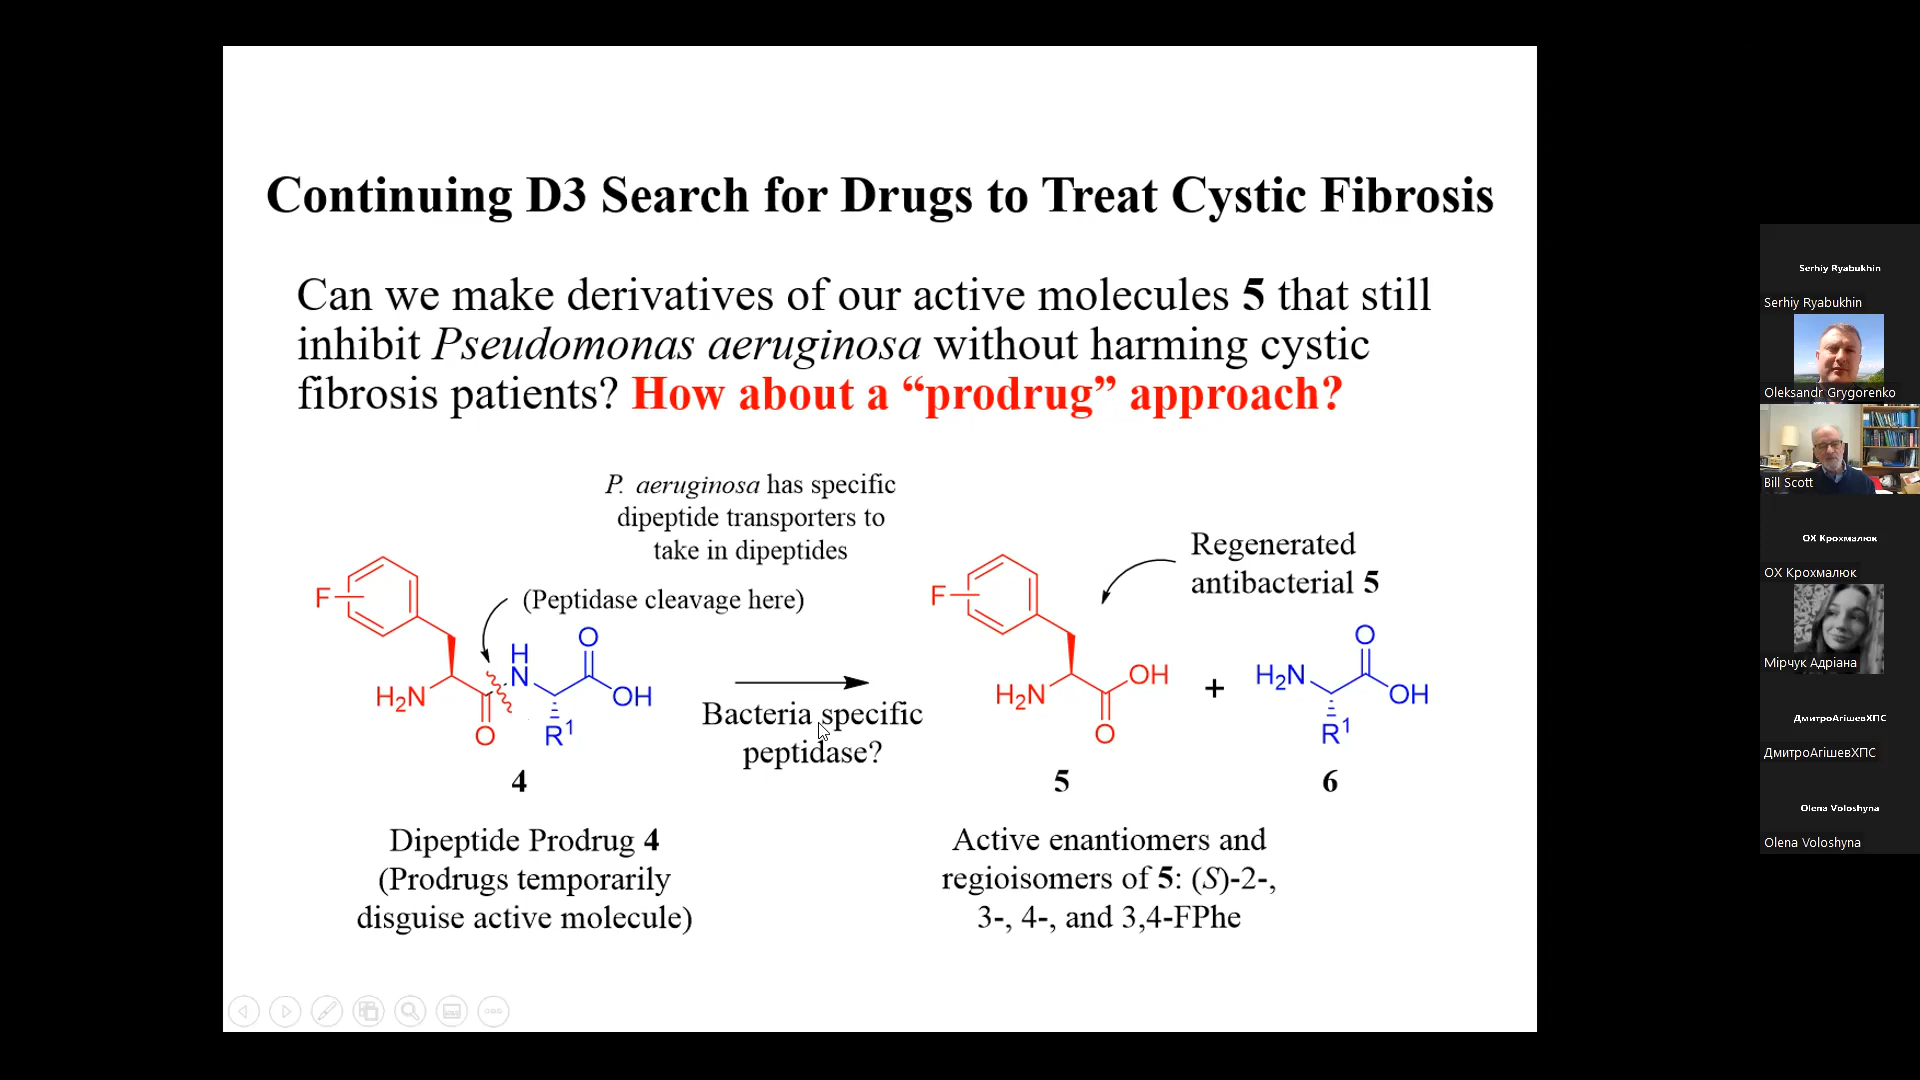 Continuing D3 Search for Drugs to Treat Cystic Fibrosis
Can we make derivatives of our active molecules 5 that still
inhibit Pseudomonas aeruginosa without harming cystic
fibrosis patients? How about a “prodrug” approach?
P. aeruginosa has specific
dipeptide transporters to
take in dipeptides
(Peptidase cleavage here)
Regenerated
antibacterial 5
F
H
N
O
OH
H₂N
O
R¹
Bacteria specific
peptidase?
F
OH
H₂N
O
+
H₂N
O
OH
R¹
4
5
6
Dipeptide Prodrug 4
(Prodrugs temporarily
disguise active molecule)
Active enantiomers and
regioisomers of 5: (S)-2-,
3-, 4-, and 3,4-FPhe
Serhiy Ryabukhin
Serhiy Ryabukhin
Oleksandr Grygorenko
Bill Scott
ОХ Крохмалюк
ОХ Крохмалюк
Мірчук Адріана
ДмитроАгішевХПС
ДмитроАгішевХПС
Olena Voloshyna
Olena Voloshyna